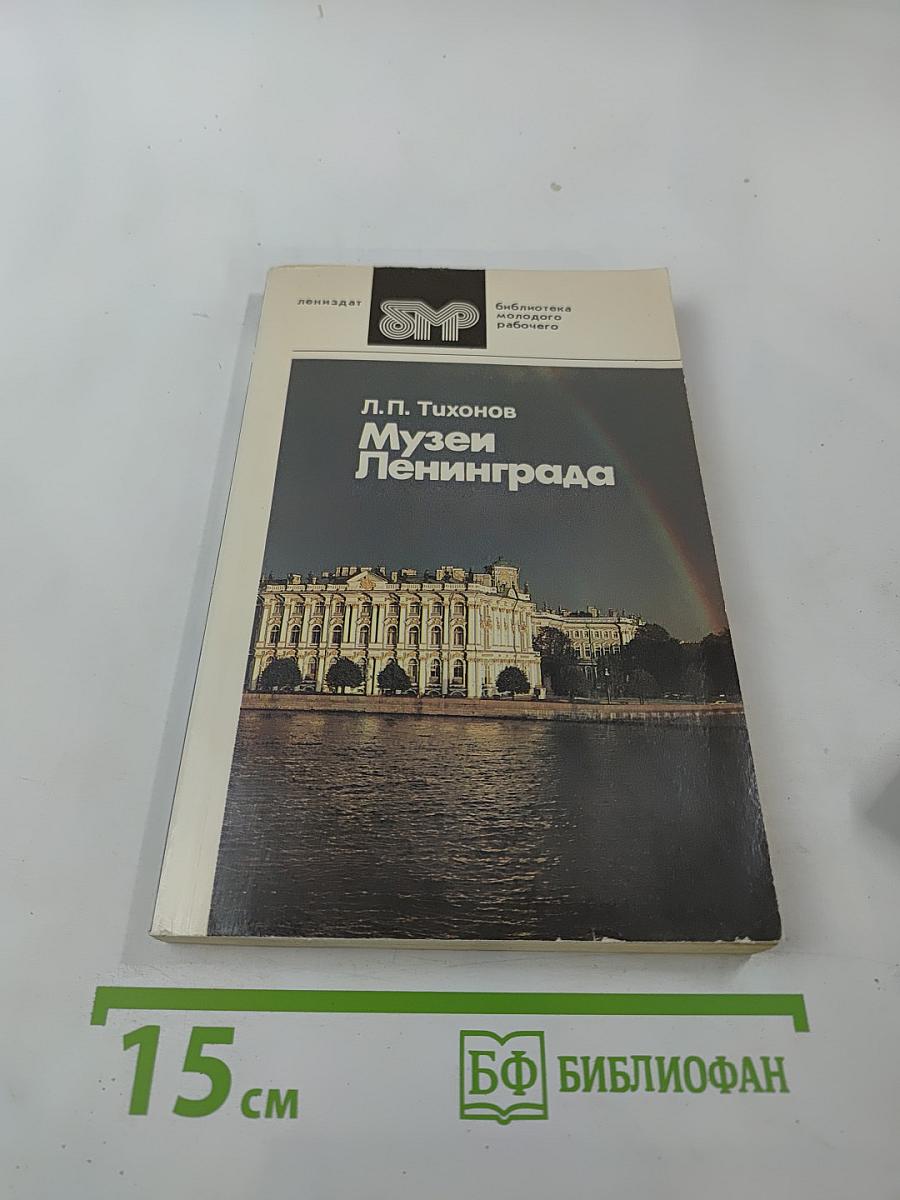 лениздат
бмр
библиотека
молодого
рабочего
Л.П. Тихонов
Музеи
Ленинграда
15 см
БФ БИБЛИОФАН